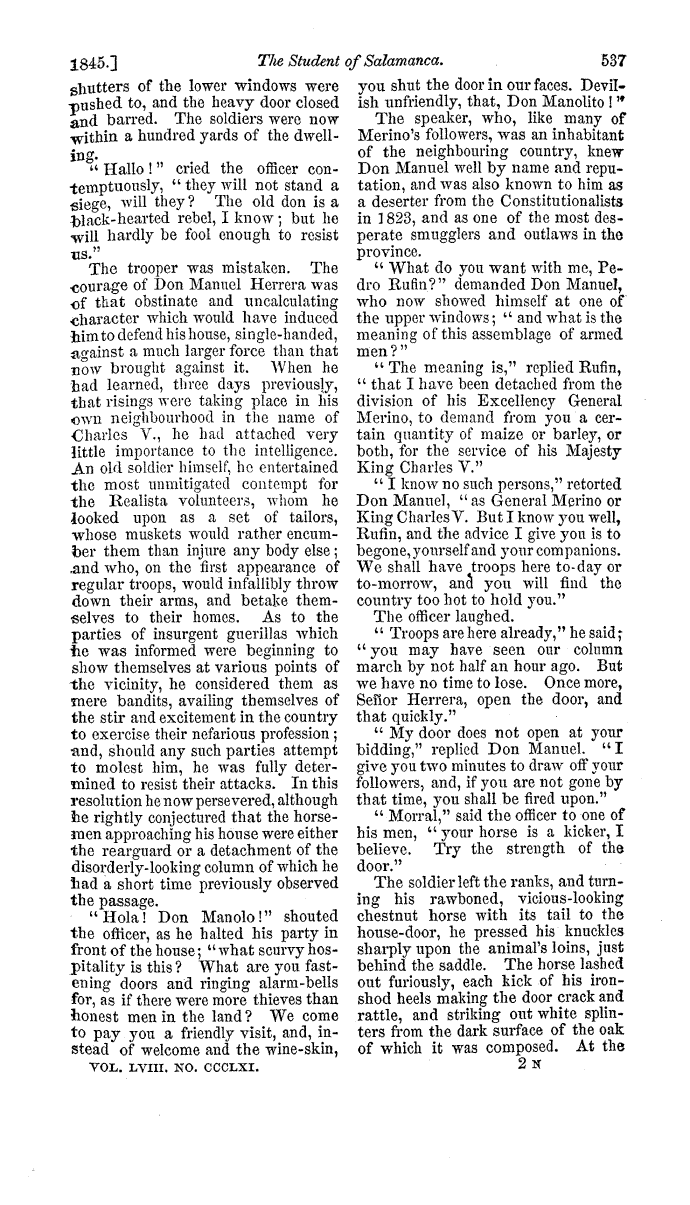 1845.] The Student of Salamanca. 537
shutters of the lower windows were
pushed to, and the heavy door closed
and barred. The soldiers were now
within a hundred yards of the dwell-
ing.
"Hallo!" cried the officer con-
temptuously, "they will not stand a
siege, will they? The old don is a
black-hearted rebel, I know; but he
will hardly be fool enough to resist
us."
The trooper was mistaken. The
courage of Don Manuel Herrera was
of that obstinate and uncalculating
character which would have induced
him to defend his house, single-handed,
against a much larger force than that
now brought against it. When he
had learned, three days previously,
that risings were taking place in his
own neighbourhood in the name of
Charles V., he had attached very
little importance to the intelligence.
An old soldier himself, he entertained
the most unmitigated contempt for
the Realista volunteers, whom he
looked upon as a set of tailors,
whose muskets would rather encum-
ber them than injure any body else;
and who, on the first appearance of
regular troops, would infallibly throw
down their arms, and betake them-
selves to their homes. As to the
parties of insurgent guerillas which
he was informed were beginning to
show themselves at various points of
the vicinity, he considered them as
mere bandits, availing themselves of
the stir and excitement in the country
to exercise their nefarious profession;
and, should any such parties attempt
to molest him, he was fully deter-
mined to resist their attacks. In this
resolution he now persevered, although
he rightly conjectured that the horse-
men approaching his house were either
the rearguard or a detachment of the
disorderly-looking column of which he
had a short time previously observed
the passage.
"Hola! Don Manolo!" shouted
the officer, as he halted his party in
front of the house; "what scurvy hos-
pitality is this? What are you fast-
ening doors and ringing alarm-bells
for, as if there were more thieves than
honest men in the land? We come
to pay you a friendly visit, and, in-
stead of welcome and the wine-skin,
VOL. LVIII. NO. CCCLXI.
you shut the door in our faces. Devil-
ish unfriendly, that, Don Manolito!"
The speaker, who, like many of
Merino's followers, was an inhabitant
of the neighbouring country, knew
Don Manuel well by name and repu-
tation, and was also known to him as
a deserter from the Constitutionalists
in 1823, and as one of the most des-
perate smugglers and outlaws in the
province.
"What do you want with me, Pe-
dro Rufin?" demanded Don Manuel,
who now showed himself at one of
the upper windows; "and what is the
meaning of this assemblage of armed
men?"
"The meaning is," replied Rufin,
"that I have been detached from the
division of his Excellency General
Merino, to demand from you a cer-
tain quantity of maize or barley, or
both, for the service of his Majesty
King Charles V."
"I know no such persons," retorted
Don Manuel, "as General Merino or
King Charles V. But I know you well,
Rufin, and the advice I give you is to
begone, yourself and your companions.
We shall have troops here to-day or
to-morrow, and you will find the
country too hot to hold you."
The officer laughed.
"Troops are here already," he said;
"you may have seen our column
march by not half an hour ago. But
we have no time to lose. Once more,
Señor Herrera, open the door, and
that quickly."
"My door does not open at your
bidding," replied Don Manuel. "I
give you two minutes to draw off your
followers, and, if you are not gone by
that time, you shall be fired upon."
"Morral," said the officer to one of
his men, "your horse is a kicker, I
believe. Try the strength of the
door."
The soldier left the ranks, and turn-
ing his rawboned, vicious-looking
chestnut horse with its tail to the
house-door, he pressed his knuckles
sharply upon the animal's loins, just
behind the saddle. The horse lashed
out furiously, each kick of his iron-
shod heels making the door crack and
rattle, and striking out white splin-
ters from the dark surface of the oak
of which it was composed. At the
2 N